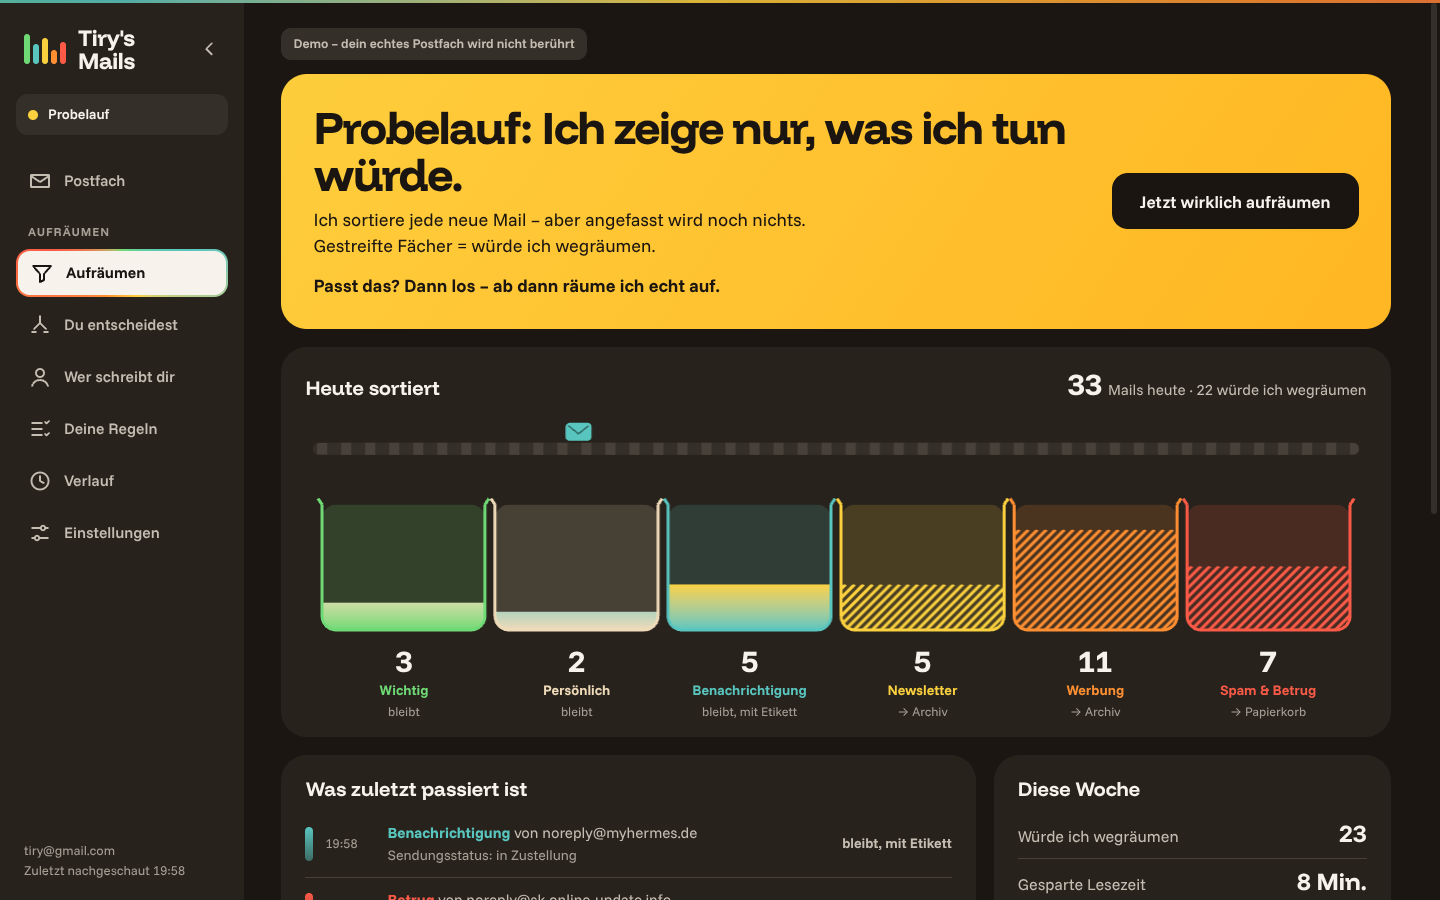 Tiry's
Mails
Probelauf
Postfach
AUFRÄUMEN
Aufräumen
Du entscheidest
Wer schreibt dir
Deine Regeln
Verlauf
Einstellungen
tiry@gmail.com
Zuletzt nachgeschaut 19:58
Demo – dein echtes Postfach wird nicht berührt
Probelauf: Ich zeige nur, was ich tun
würde.
Ich sortiere jede neue Mail – aber angefasst wird noch nichts.
Gestreifte Fächer = würde ich wegräumen.
Passt das? Dann los – ab dann räume ich echt auf.
Jetzt wirklich aufräumen
Heute sortiert
33 Mails heute · 22 würde ich wegräumen
3
Wichtig
bleibt
2
Persönlich
bleibt
5
Benachrichtigung
bleibt, mit Etikett
5
Newsletter
→ Archiv
11
Werbung
→ Archiv
7
Spam & Betrug
→ Papierkorb
Was zuletzt passiert ist
19:58
Benachrichtigung von noreply@myhermes.de
Sendungsstatus: in Zustellung
bleibt, mit Etikett
Diese Woche
Würde ich wegräumen 23
Gesparte Lesezeit 8 Min.